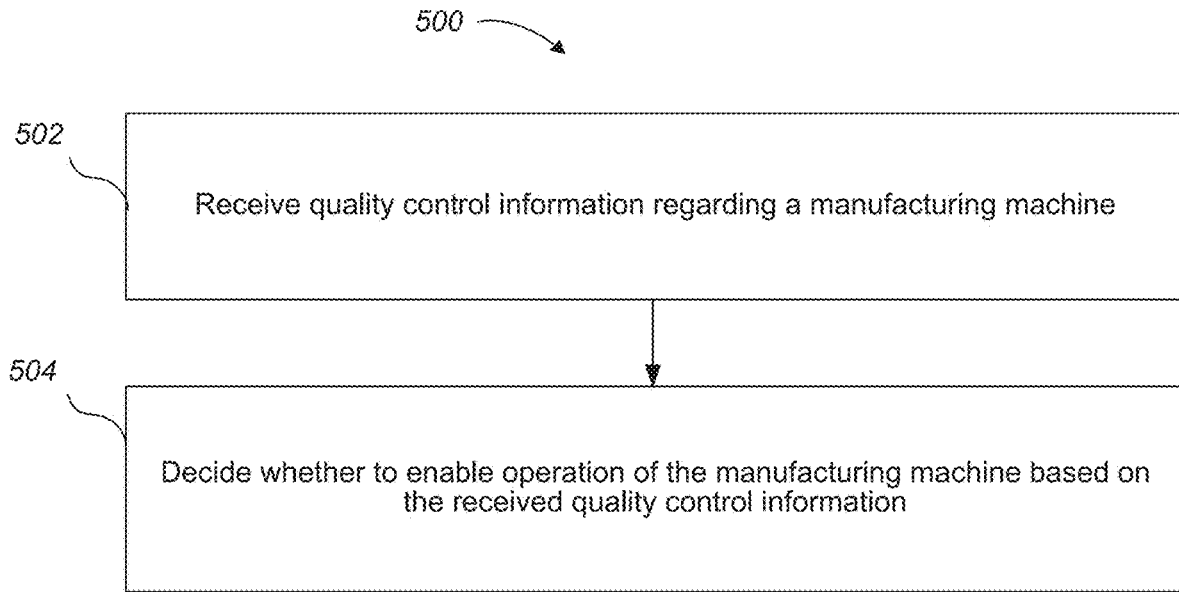 500
502
Receive quality control information regarding a manufacturing machine
504
Decide whether to enable operation of the manufacturing machine based on
the received quality control information